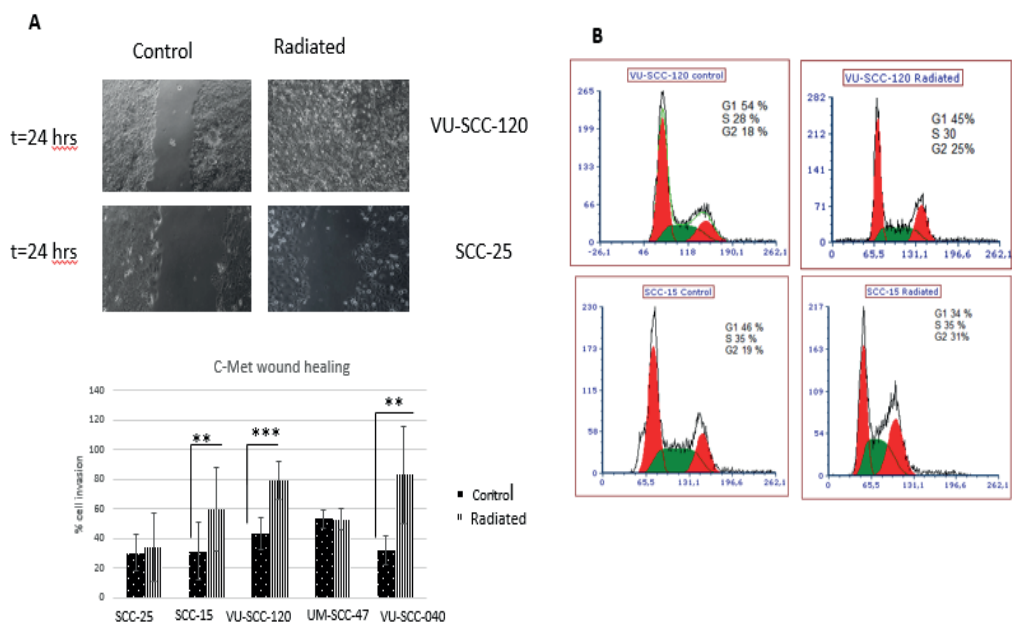 A
Control
Radiated
t=24 hrs
VU-SCC-120
t=24 hrs
SCC-25
C-Met wound healing
% cell invasion
140
120
100
80
60
40
20
0
**
***
**
Control
Radiated
SCC-25
SCC-15
VU-SCC-120
UM-SCC-47
VU-SCC-040
B
VU-SCC-120 control
265
199
133
66
0
G1 54 %
S 28 %
G2 18 %
-26,1 46 118 190,1 262,1
VU-SCC-120 Radiated
282
212
141
71
0
G1 45%
S 30
G2 25%
0 65,5 131,1 196,6 262,1
SCC-15 Control
230
173
115
58
0
G1 46 %
S 35 %
G2 19 %
0 65,5 131,1 196,6 262,1
SCC-15 Radiated
217
163
109
54
0
G1 34 %
S 35 %
G2 31%
0 65,5 131,1 196,6 262,1